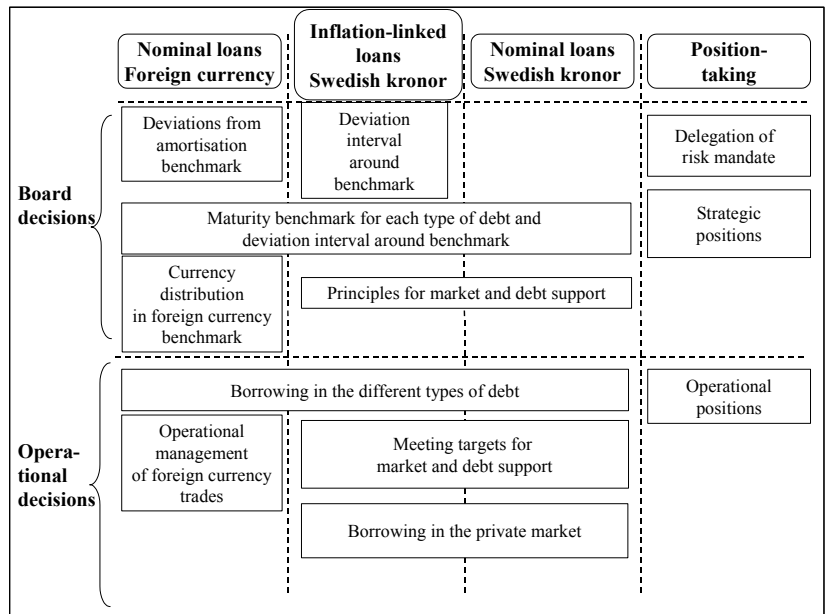 Nominal loans
Foreign currency
Inflation-linked
loans
Swedish kronor
Nominal loans
Swedish kronor
Position-
taking
Board
decisions
Deviations from
amortisation
benchmark
Deviation
interval
around
benchmark
Delegation of
risk mandate
Maturity benchmark for each type of debt and
deviation interval around benchmark
Strategic
positions
Currency
distribution
in foreign currency
benchmark
Principles for market and debt support
Opera-
tional
decisions
Borrowing in the different types of debt
Operational
positions
Operational
management
of foreign currency
trades
Meeting targets for
market and debt support
Borrowing in the private market